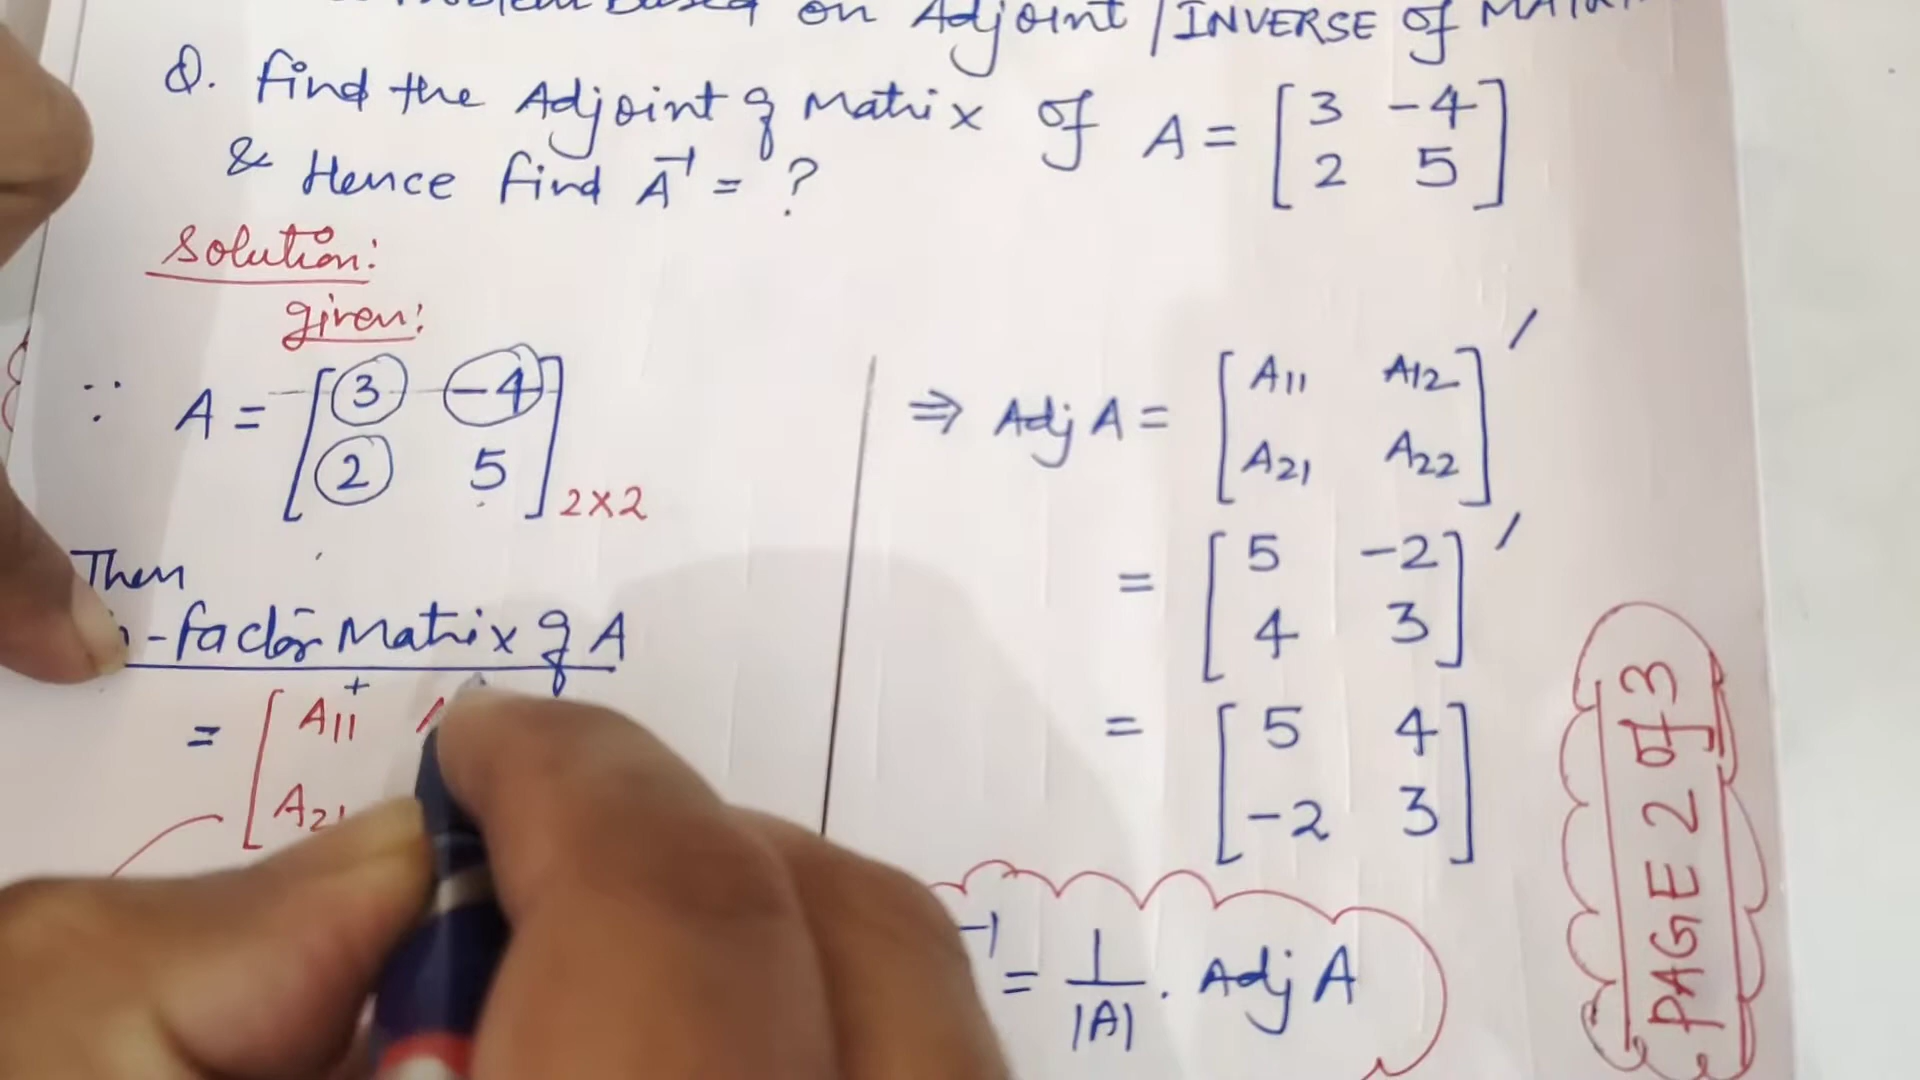 on Adjoint / INVERSE of
Q. find the Adjoint of Matrix of A = [3 -4
2 5]
& Hence find A⁻¹ = ?
Solution:
given:
∵ A = [3 -4
2 5] 2×2
Then
-factor Matrix of A
= [A11 +
A21
⇒ Adj A = [A11 A12
A21 A22]′
= [5 -2
4 3]′
= [5 4
-2 3]
-1 = 1/|A| . Adj A
PAGE 2 of 3